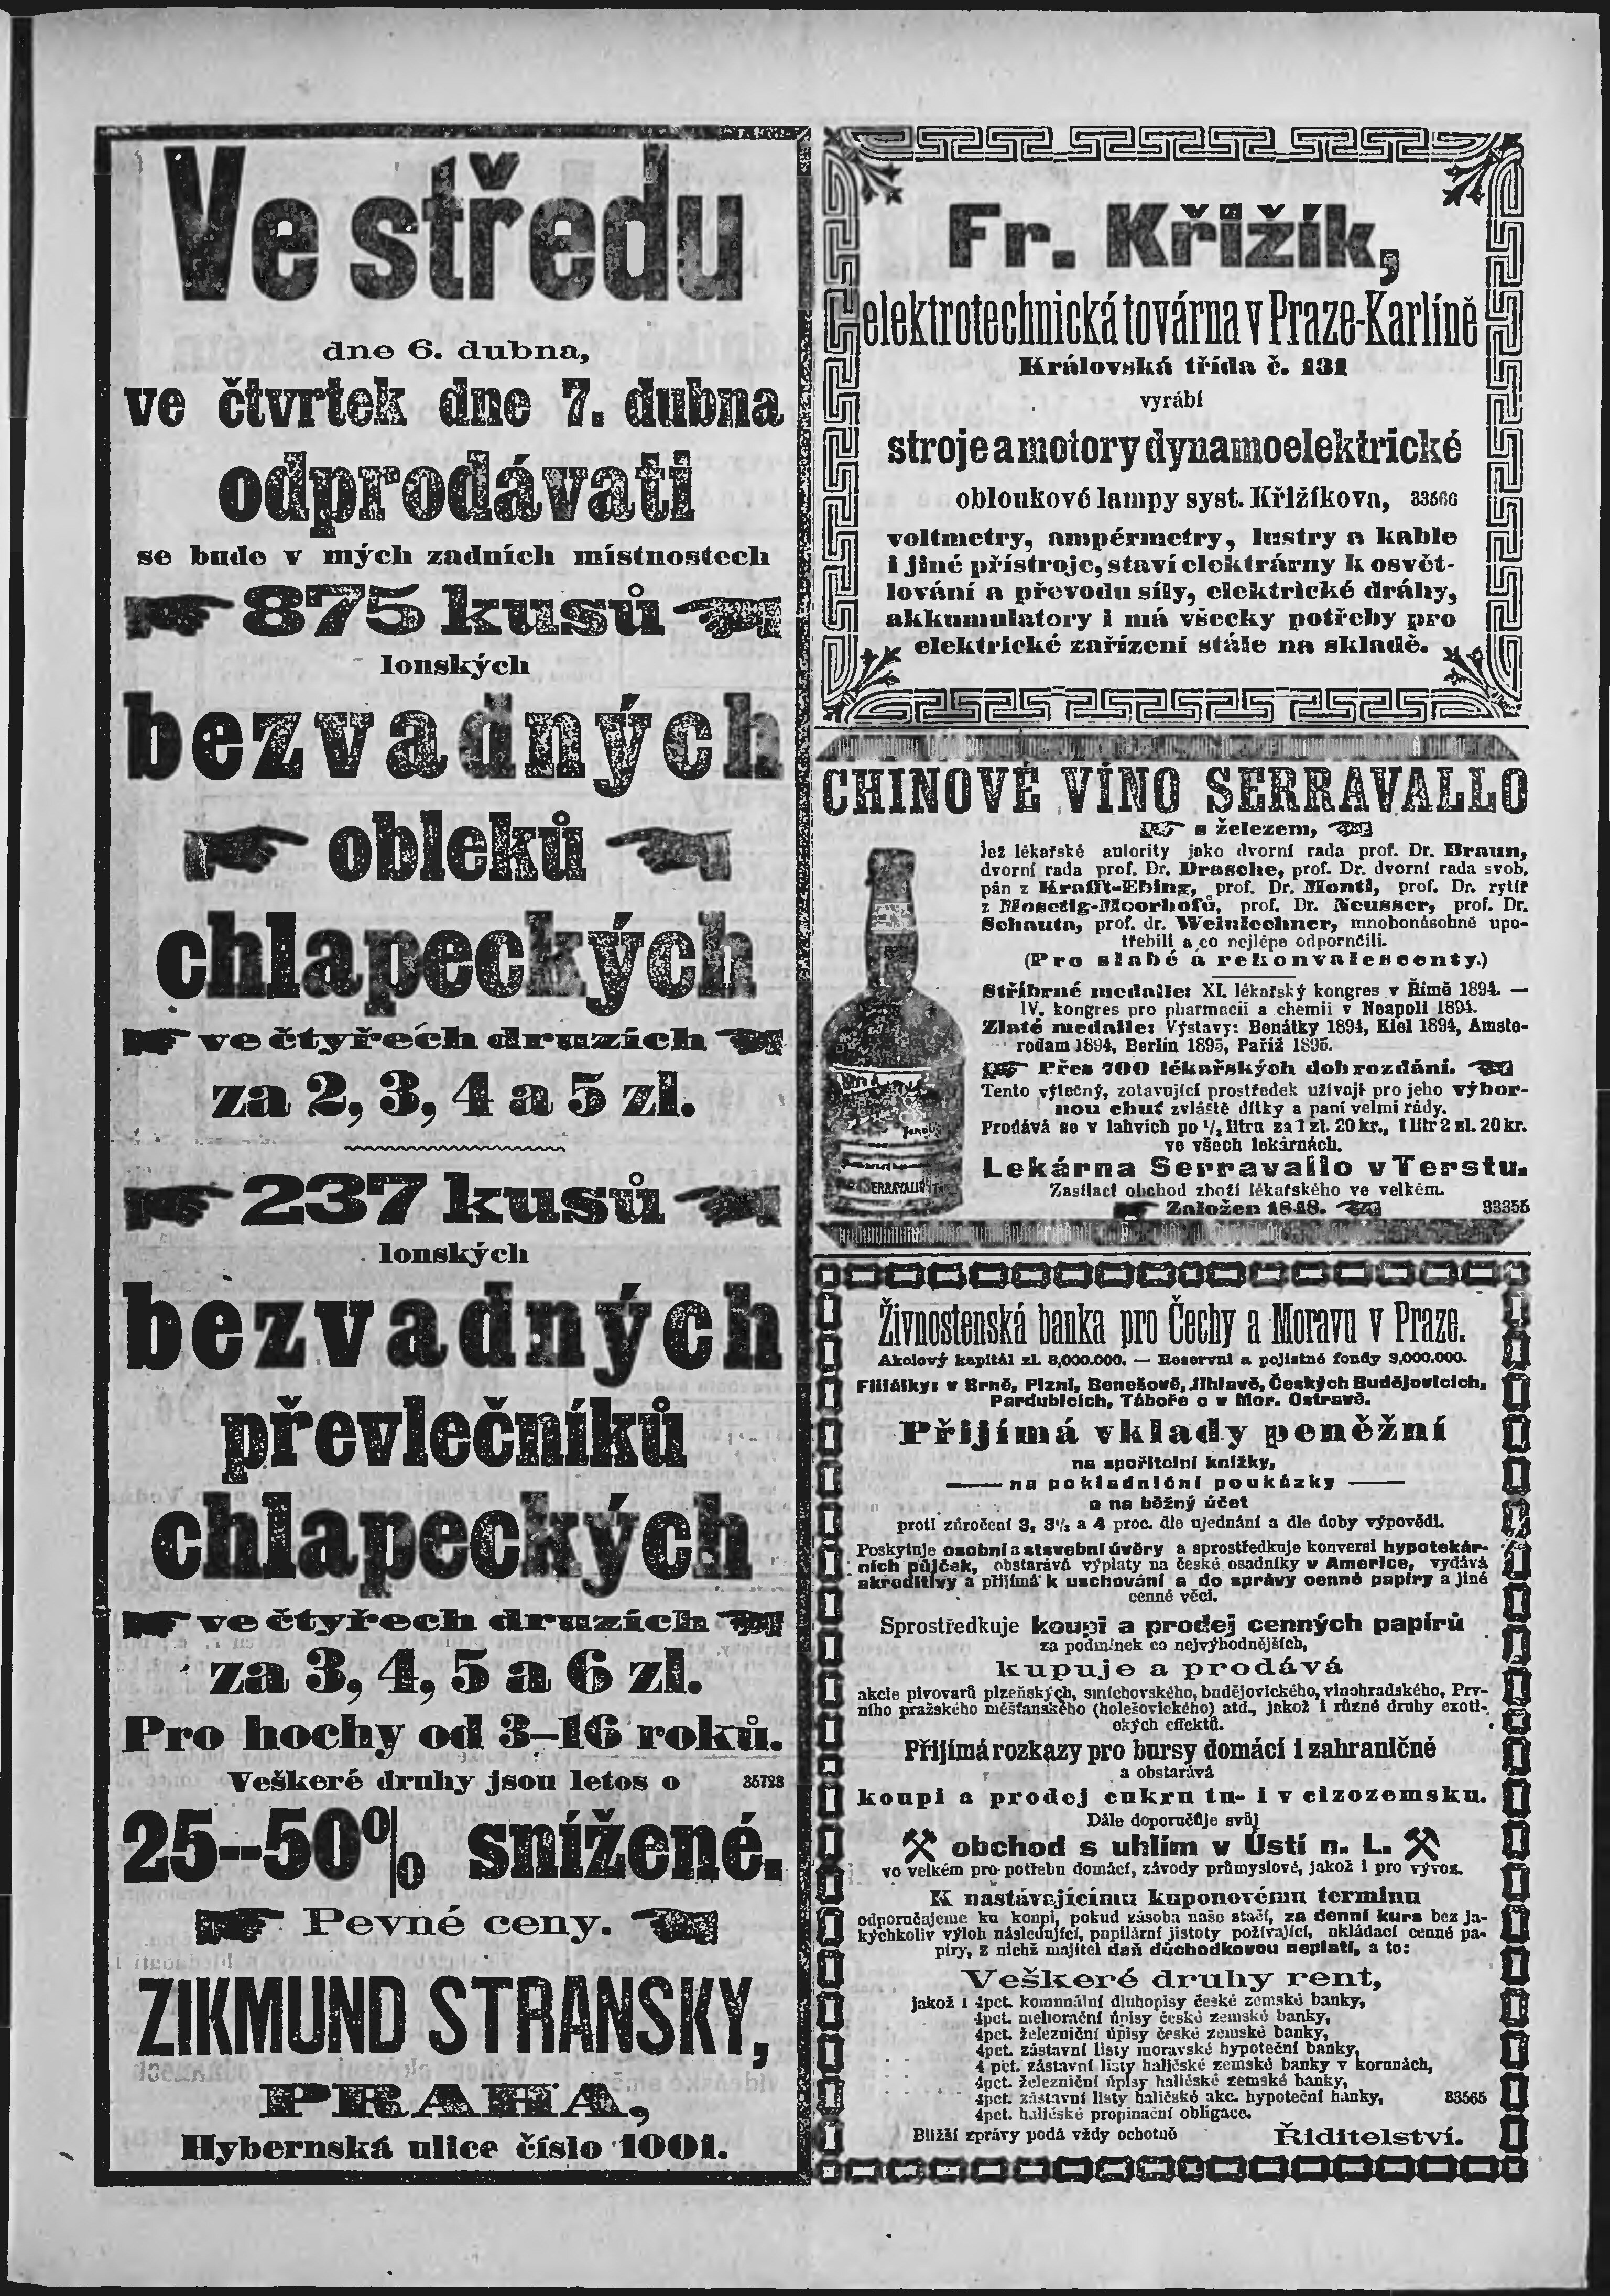 Ve středu
dne 6. dubna,
ve čtvrtek dne 7. dubna
odprodávati
se bude v mých zadních místnostech
875 kusů
lonských
bezvadných
obleků
chlapeckých
ve čtyřech druzích
za 2, 3, 4 a 5 zl.
237 kusů
lonských
bezvadných
převlečníků
chlapeckých
ve čtyřech druzích
za 3, 4, 5 a 6 zl.
Pro hochy od 3–16 roků.
Veškeré druhy jsou letos o 35723
25--50% snížené.
Pevné ceny.
ZIKMUND STRANSKY,
PRAHA,
Hybernská ulice číslo 1001.
Fr. Křižík,
elektrotechnická továrna v Praze-Karlíně
Královská třída č. 131
vyrábí
stroje a motory dynamoelektrické
obloukové lampy syst. Křižíkova, 33566
voltmetry, ampérmetry, lustry a kable
i jiné přístroje, staví elektrárny k osvět-
lování a převodu síly, elektrické dráhy,
akkumulatory i má všecky potřeby pro
elektrické zařízení stále na skladě.
CHINOVÉ VÍNO SERRAVALLO
s železem,
jež lékařské autority jako dvorní rada prof. Dr. Braun,
dvorní rada prof. Dr. Drasche, prof. Dr. dvorní rada svob.
pán z Krafft-Ebing, prof. Dr. Monti, prof. Dr. rytíř
z Mosetig-Moorhofů, prof. Dr. Neusser, prof. Dr.
Schauta, prof. dr. Weinlechner, mnohonásobně upo-
třebili a co nejlépe odporučili.
(Pro slabé a rekonvalescenty.)
Stříbrné medaile: XI. lékařský kongres v Římě 1894. —
IV. kongres pro pharmacii a chemii v Neapoli 1894.
Zlaté medaile: Výstavy: Benátky 1894, Kiel 1894, Amste-
rodam 1894, Berlín 1895, Paříž 1895.
Přes 700 lékařských dobrozdání.
Tento výtečný, zotavující prostředek užívají pro jeho výbor-
nou chuť zvláště dítky a paní velmi rády.
Prodává se v lahvích po ½ litru za 1 zl. 20 kr., 1 litr 2 zl. 20 kr.
ve všech lekárnách.
Lekárna Serravallo v Terstu.
Zasílací obchod zboží lékařského ve velkém.
Založen 1848. 33355
SERRAVALLO
Živnostenská banka pro Čechy a Moravu v Praze.
Akciový kapitál zl. 8,000.000. — Reservní a pojistné fondy 3,000.000.
Filiálky: v Brně, Plzni, Benešově, Jihlavě, Českých Budějovicích,
Pardubicích, Táboře o v Mor. Ostravě.
Přijímá vklady peněžní
na spořitelní knížky,
na pokladniční poukázky
a na běžný účet
proti zúročení 3, 3½ a 4 proc. dle ujednání a dle doby výpovědi.
Poskytuje osobní a stavební úvěry a sprostředkuje konversi hypotekár-
ních půjček, obstarává výplaty na české osadníky v Americe, vydává
akreditivy a přijímá k uschování a do správy cenné papíry a jiné
cenné věci.
Sprostředkuje koupi a prodej cenných papírů
za podmínek co nejvýhodnějších,
kupuje a prodává
akcie pivovarů plzeňských, smíchovského, budějovického, vinohradského, Prv-
ního pražského měšťanského (holešovického) atd., jakož i různé druhy exoti-
ckých effektů.
Přijímá rozkazy pro bursy domácí i zahraničné
a obstarává
koupi a prodej cukru tu- i v cizozemsku.
Dále doporučuje svůj
obchod s uhlím v Ústí n. L.
ve velkém pro potřebu domácí, závody průmyslové, jakož i pro vývoz.
K nastávajícímu kuponovému termínu
odporučujeme ku koupi, pokud zásoba naše stačí, za denní kurs bez ja-
kýchkoliv výloh následující, pupilární jistoty požívající, ukládací cenné pa-
píry, z nichž majitel daň důchodkovou neplatí, a to:
Veškeré druhy rent,
jakož i 4pct. komunální dluhopisy české zemské banky,
4pct. meliorační úpisy české zemské banky,
4pct. železniční úpisy české zemské banky,
4pct. zástavní listy moravské hypoteční banky,
4 pct. zástavní listy haličské zemské banky v korunách,
4pct. železniční úpisy haličské zemské banky,
4pct. zástavní listy haličské akc. hypoteční banky, 33565
4pct. haličské propinační obligace.
Bližší zprávy podá vždy ochotně Ředitelství.